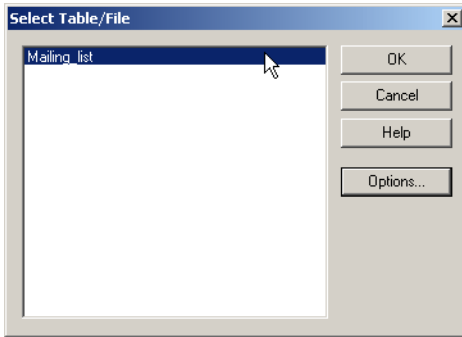 Select Table/File
Mailing_list
OK
Cancel
Help
Options...